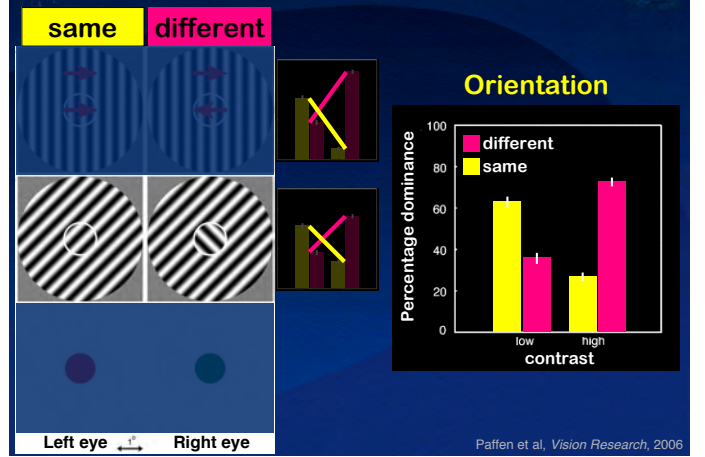 same different
Left eye 1° Right eye
Orientation
Percentage dominance
100
80
60
40
20
0
different
same
low high
contrast
Paffen et al, Vision Research, 2006